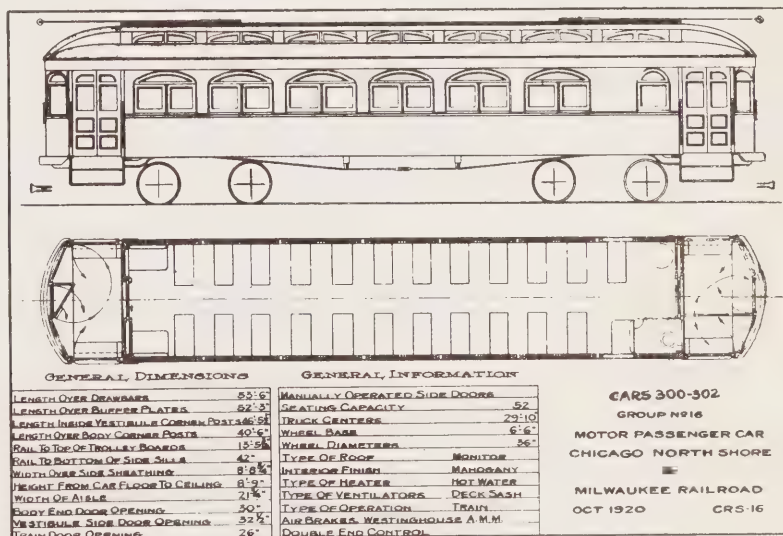 GENERAL DIMENSIONS
LENGTH OVER DRAWBARS 53'-6"
LENGTH OVER BUFFER PLATES 52'-3"
LENGTH INSIDE VESTIBULE CORNER POSTS
LENGTH OVER BODY CORNER POSTS 40'-6"
RAIL TO TOP OF TROLLEY BOARDS
RAIL TO BOTTOM OF SIDE SILLS 42"
WIDTH OVER SIDE SHEATHING
HEIGHT FROM CAR FLOOR TO CEILING 8'-9"
WIDTH OF AISLE
BODY END DOOR OPENING 30"
VESTIBULE SIDE DOOR OPENING 32½"
TRAIN DOOR OPENING 26"
GENERAL INFORMATION
MANUALLY OPERATED SIDE DOORS
SEATING CAPACITY 52
TRUCK CENTERS 29'-10"
WHEEL BASE 6'-6"
WHEEL DIAMETERS 36"
TYPE OF ROOF MONITOR
INTERIOR FINISH MAHOGANY
TYPE OF HEATER HOT WATER
TYPE OF VENTILATORS DECK SASH
TYPE OF OPERATION TRAIN
AIR BRAKES, WESTINGHOUSE A.M.M.
DOUBLE END CONTROL
CARS 300-302
GROUP Nº16
MOTOR PASSENGER CAR
CHICAGO NORTH SHORE
MILWAUKEE RAILROAD
OCT 1920 CRS-16